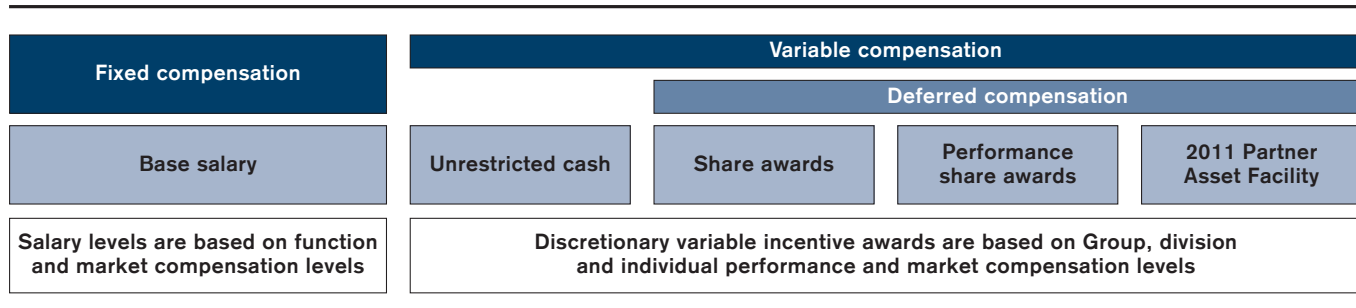 Fixed compensation
Variable compensation
Deferred compensation
Base salary
Unrestricted cash
Share awards
Performance
share awards
2011 Partner
Asset Facility
Salary levels are based on function
and market compensation levels
Discretionary variable incentive awards are based on Group, division
and individual performance and market compensation levels